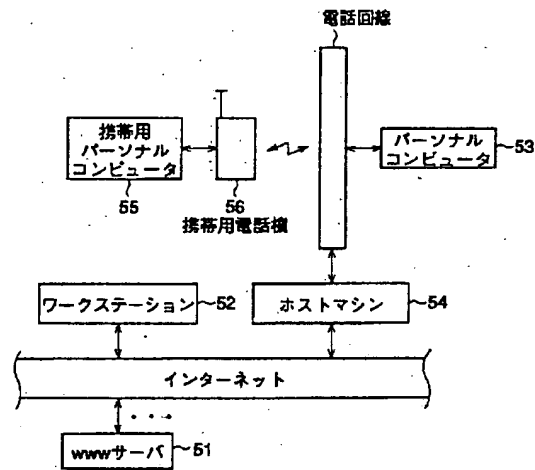 電話回線
携帯用
パーソナル
コンピュータ
55
56
携帯用電話機
パーソナル
コンピュータ
53
ワークステーション
52
ホストマシン
54
インターネット
wwwサーバ
51